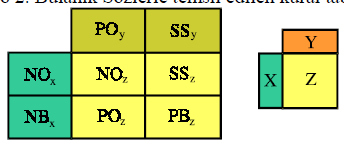 PO_y SS_y
NO_x NO_z SS_z
NB_x PO_z PB_z
Y
X Z